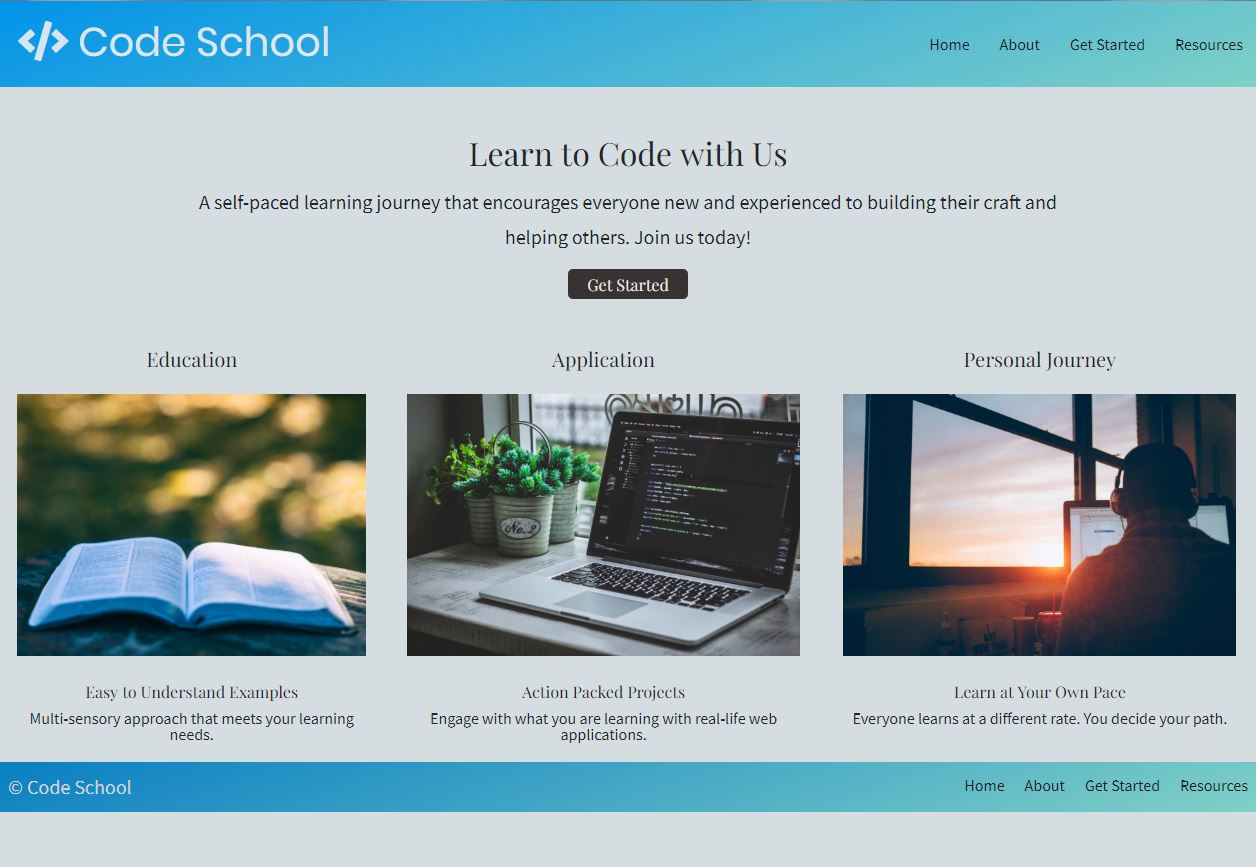 </> Code School
Home About Get Started Resources
Learn to Code with Us
A self-paced learning journey that encourages everyone new and experienced to building their craft and
helping others. Join us today!
Get Started
Education
Application
Personal Journey
No. 2
Easy to Understand Examples
Multi-sensory approach that meets your learning
needs.
Action Packed Projects
Engage with what you are learning with real-life web
applications.
Learn at Your Own Pace
Everyone learns at a different rate. You decide your path.
© Code School
Home About Get Started Resources